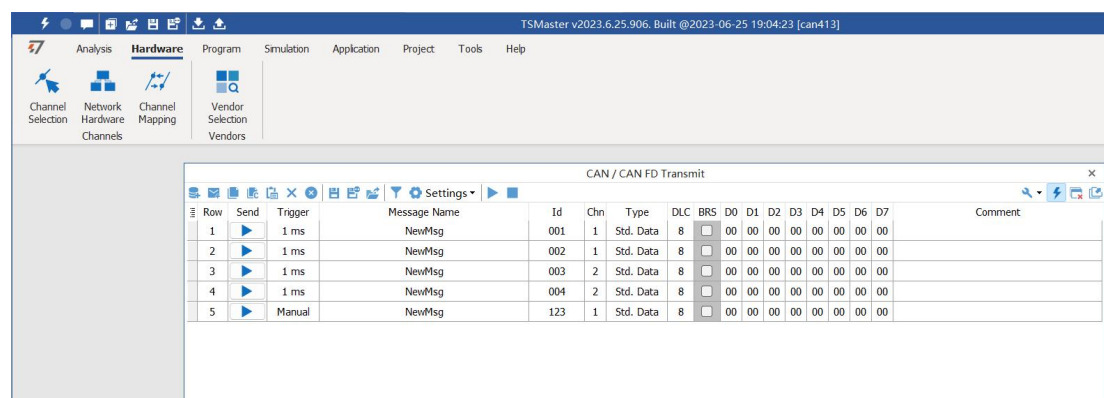 TSMaster v2023.6.25.906. Built @2023-06-25 19:04:23 [can413]
Analysis Hardware Program Simulation Application Project Tools Help
Channel Selection Network Hardware Channel Mapping Vendor Selection
Channels Vendors
CAN / CAN FD Transmit
Settings
Row Send Trigger Message Name Id Chn Type DLC BRS D0 D1 D2 D3 D4 D5 D6 D7 Comment
1 1 ms NewMsg 001 1 Std. Data 8 00 00 00 00 00 00 00 00
2 1 ms NewMsg 002 1 Std. Data 8 00 00 00 00 00 00 00 00
3 1 ms NewMsg 003 2 Std. Data 8 00 00 00 00 00 00 00 00
4 1 ms NewMsg 004 2 Std. Data 8 00 00 00 00 00 00 00 00
5 Manual NewMsg 123 1 Std. Data 8 00 00 00 00 00 00 00 00